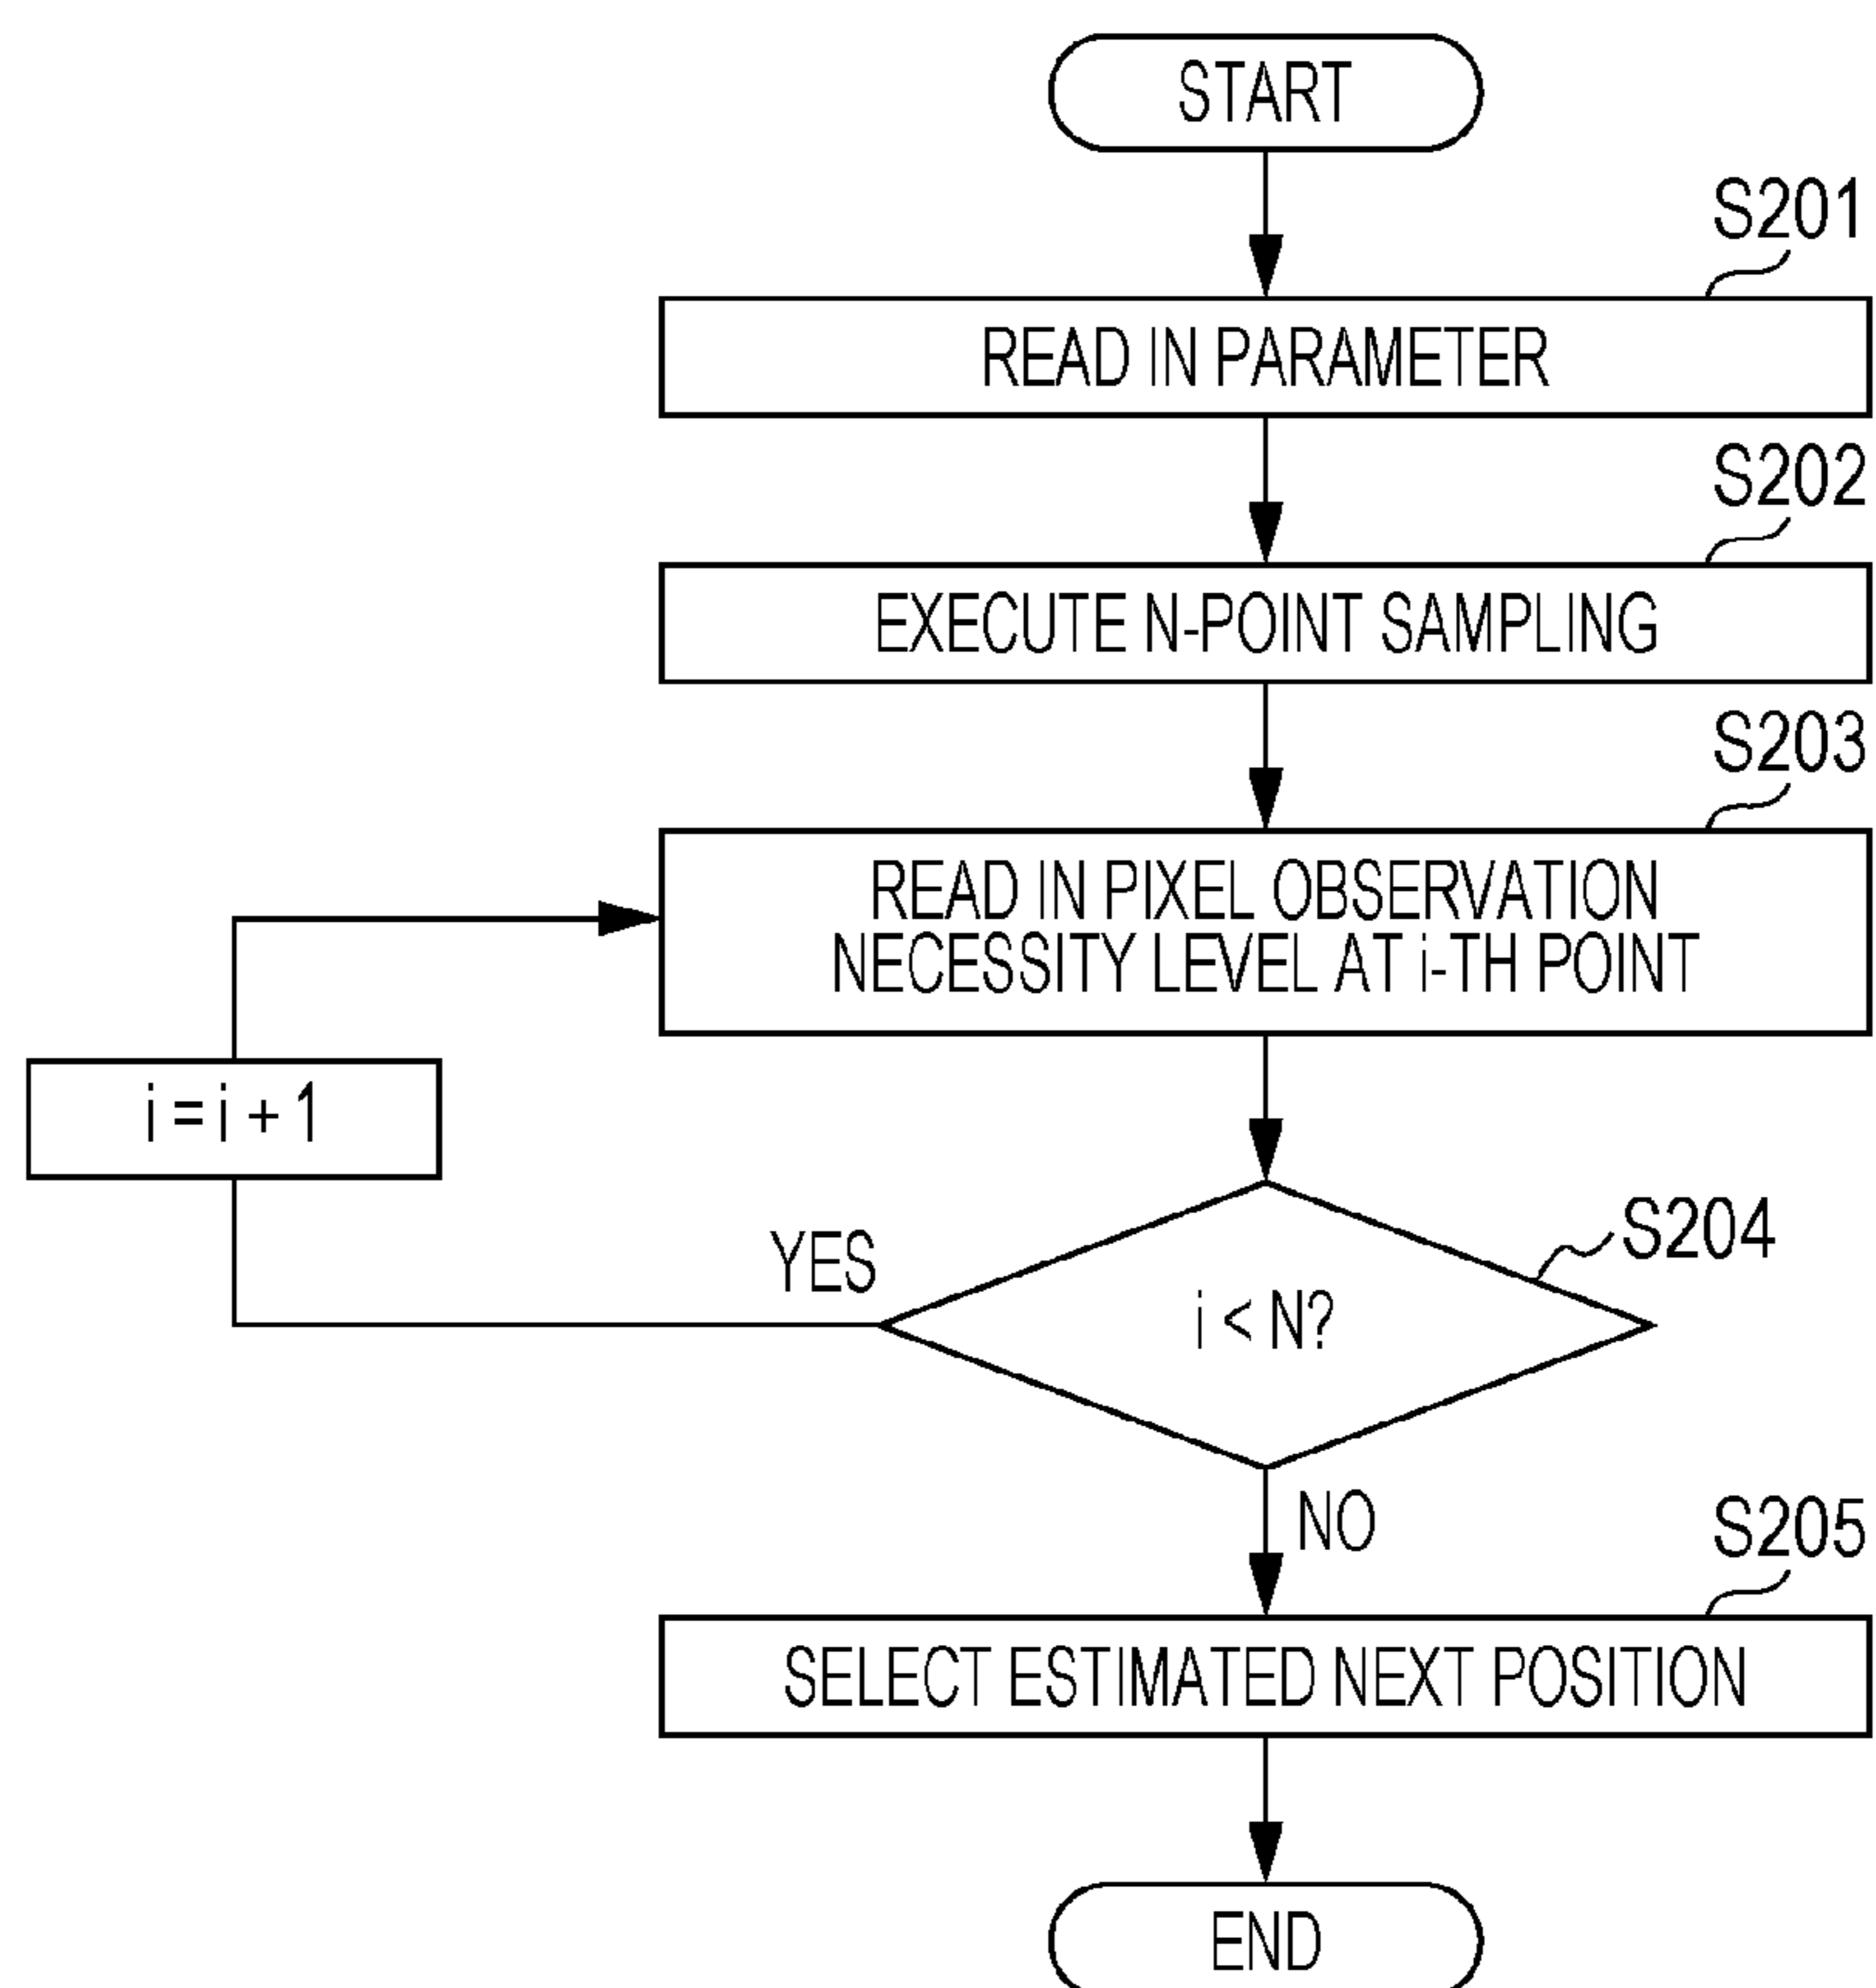 START
S201
READ IN PARAMETER
S202
EXECUTE N-POINT SAMPLING
S203
READ IN PIXEL OBSERVATION
NECESSITY LEVEL AT i-TH POINT
i = i + 1
YES
S204
i < N?
NO
S205
SELECT ESTIMATED NEXT POSITION
END